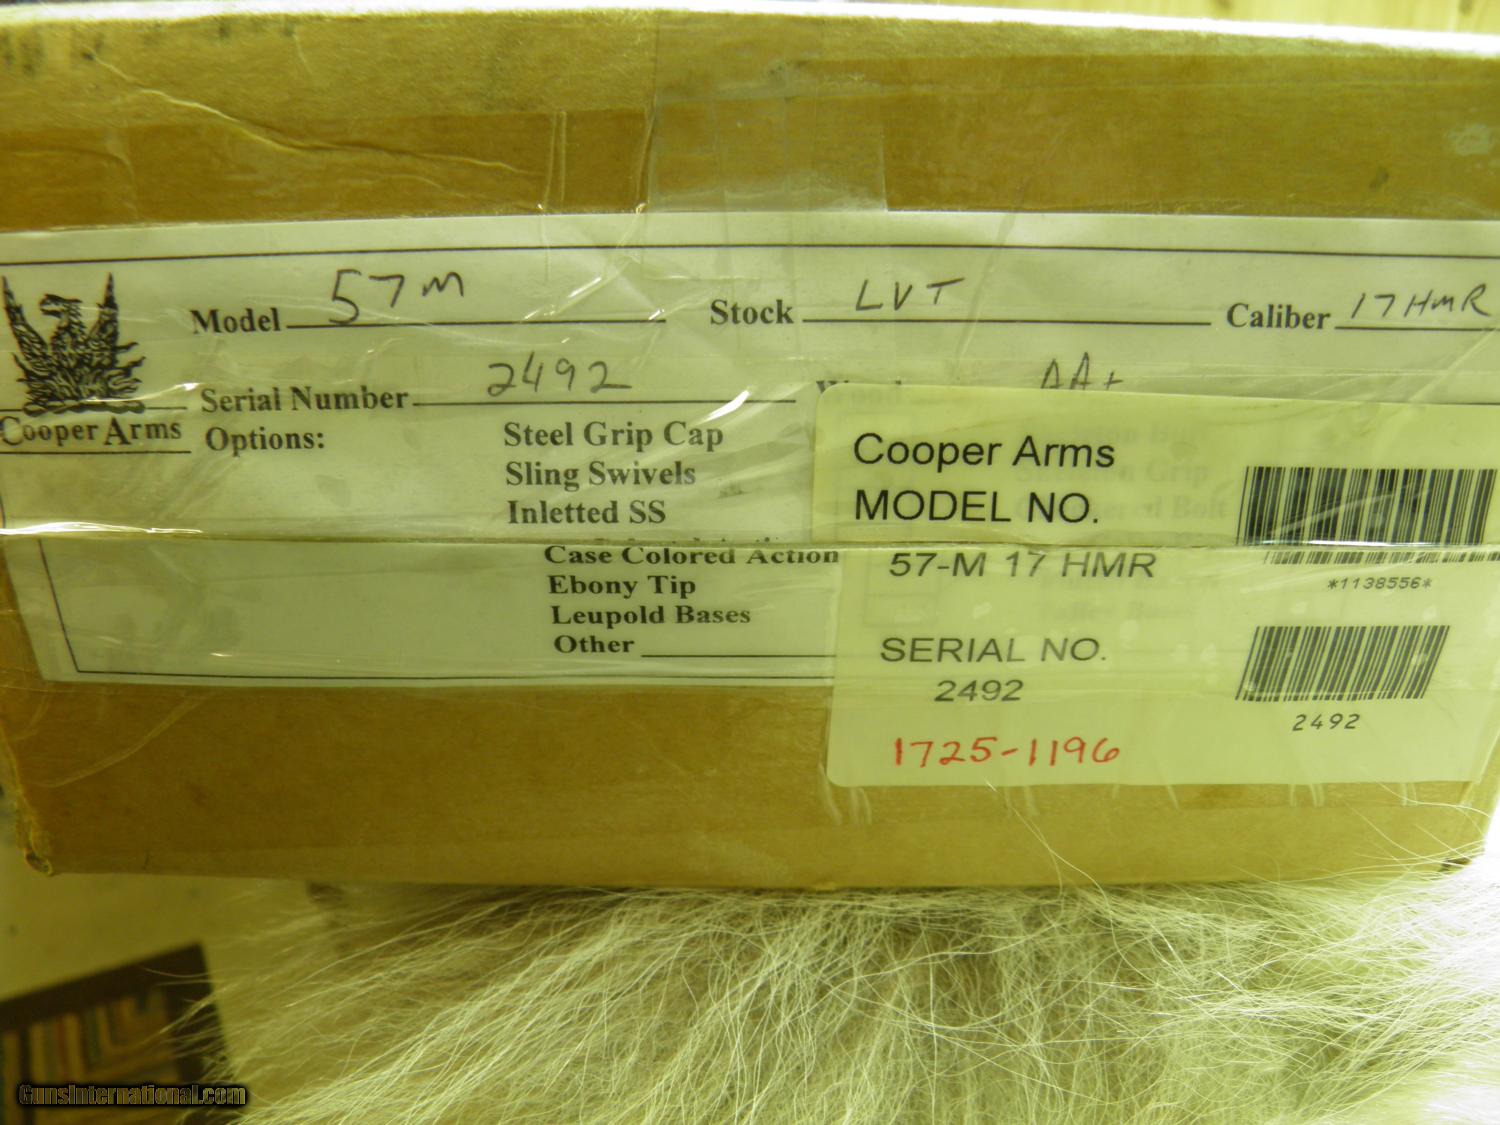 Model 57M Stock LVT Caliber 17HMR
Serial Number 2492 Wood AA+
Cooper Arms
Options:
Steel Grip Cap
Sling Swivels
Inletted SS
Case Colored Action
Ebony Tip
Leupold Bases
Other
Cooper Arms
MODEL NO.
57-M 17 HMR
*1138556*
SERIAL NO.
2492
2492
1725-1196
GunsInternational.com